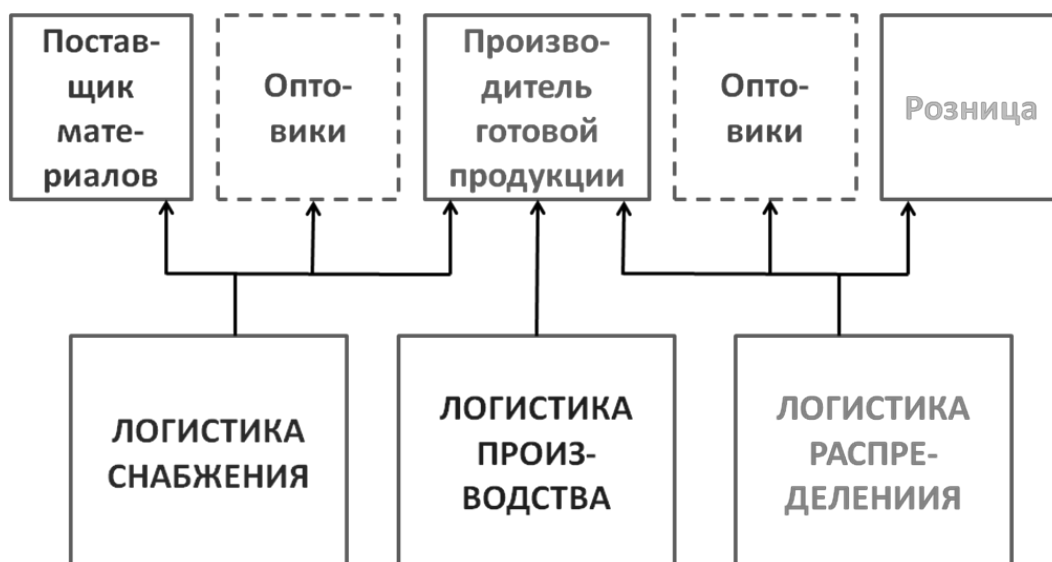 Постав-
щик
мате-
риалов
Опто-
вики
Произво-
дитель
готовой
продукции
Опто-
вики
Розница
ЛОГИСТИКА
СНАБЖЕНИЯ
ЛОГИСТИКА
ПРОИЗ-
ВОДСТВА
ЛОГИСТИКА
РАСПРЕ-
ДЕЛЕНИИЯ